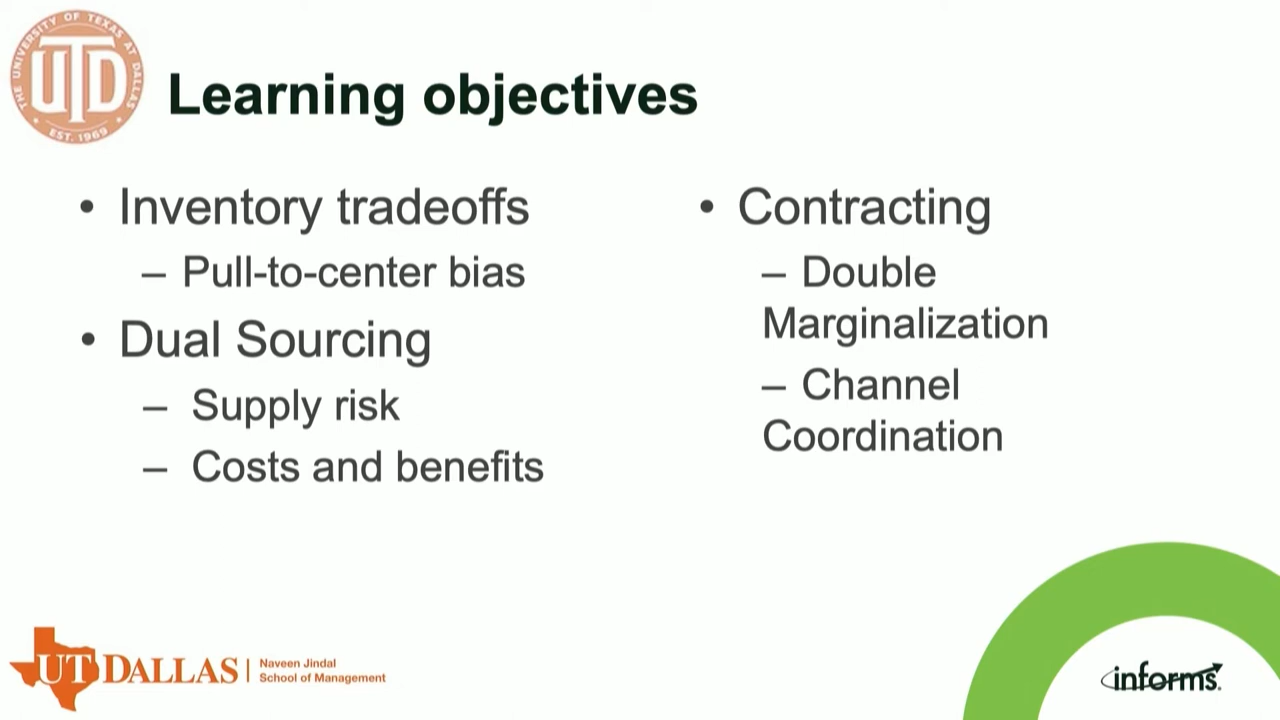 THE UNIVERSITY OF TEXAS AT DALLAS
UTD
EST. 1969
Learning objectives
• Inventory tradeoffs
– Pull-to-center bias
• Dual Sourcing
– Supply risk
– Costs and benefits
• Contracting
– Double
Marginalization
– Channel
Coordination
UT DALLAS
Naveen Jindal
School of Management
informs.